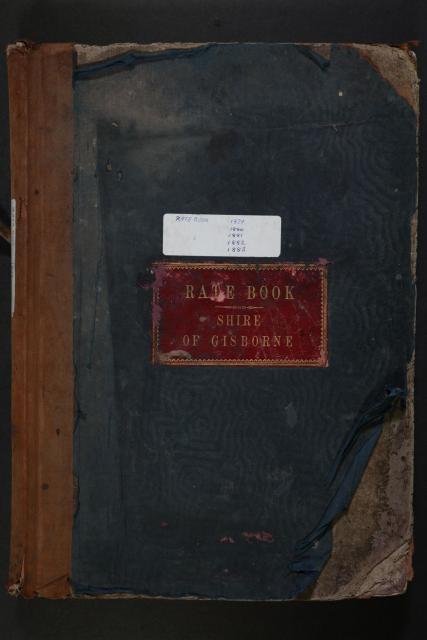 RATE BOOK 1879
1880
1881
1882
1883
RATE BOOK
SHIRE
OF GISBORNE